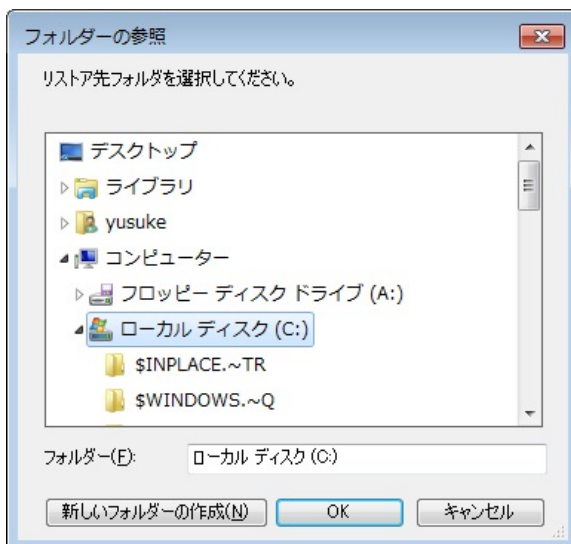 フォルダーの参照
リストア先フォルダを選択してください。
デスクトップ
ライブラリ
yusuke
コンピューター
フロッピー ディスク ドライブ (A:)
ローカル ディスク (C:)
$INPLACE.~TR
$WINDOWS.~Q
フォルダー(F): ローカル ディスク (C:)
新しいフォルダーの作成(N) OK キャンセル